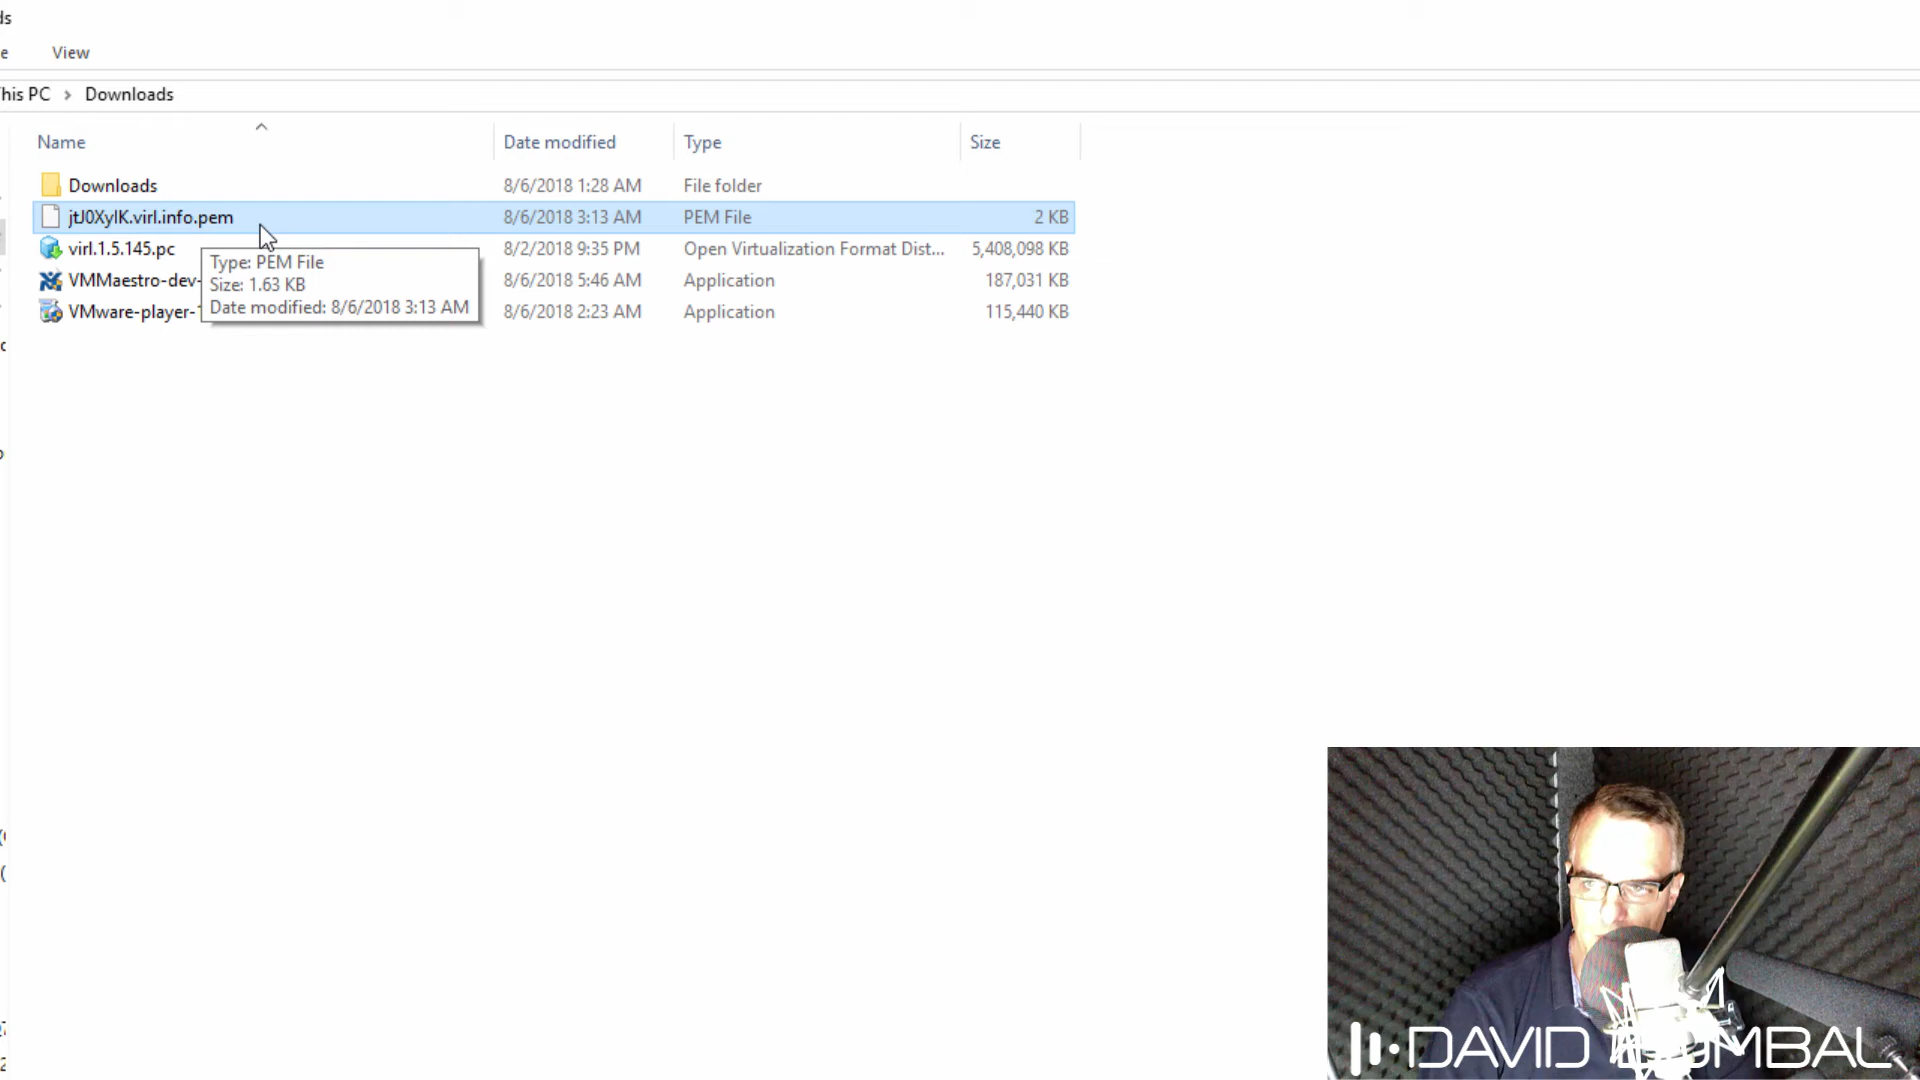 ds
e View
his PC > Downloads
Name Date modified Type Size
Downloads 8/6/2018 1:28 AM File folder
jtJ0XylK.virl.info.pem 8/6/2018 3:13 AM PEM File 2 KB
virl.1.5.145.pc 8/2/2018 9:35 PM Open Virtualization Format Dist... 5,408,098 KB
Type: PEM File
VMMaestro-dev- 8/6/2018 5:46 AM Application 187,031 KB
Size: 1.63 KB
VMware-player- 8/6/2018 2:23 AM Application 115,440 KB
Date modified: 8/6/2018 3:13 AM
DAVID